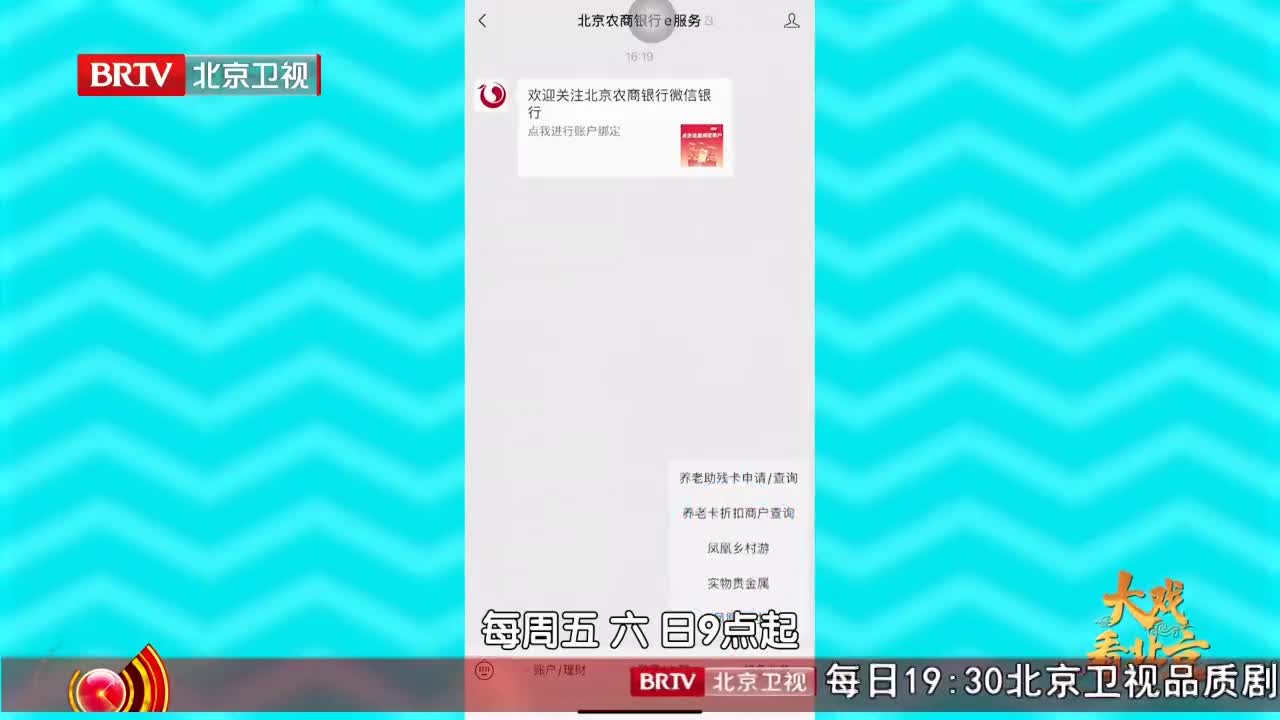 BRTV 北京卫视
北京农商银行e服务
16:19
欢迎关注北京农商银行微信银
行
点我进行账户绑定
养老助残卡申请/查询
养老卡折扣商户查询
凤凰乡村游
实物贵金属
每周五 六 日9点起
大戏
看北京
账户/理财
BRTV 北京卫视
每日19:30北京卫视品质剧